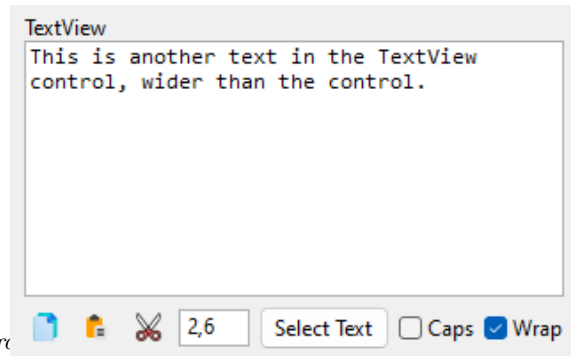 TextView
This is another text in the TextView
control, wider than the control.
2,6 Select Text Caps Wrap